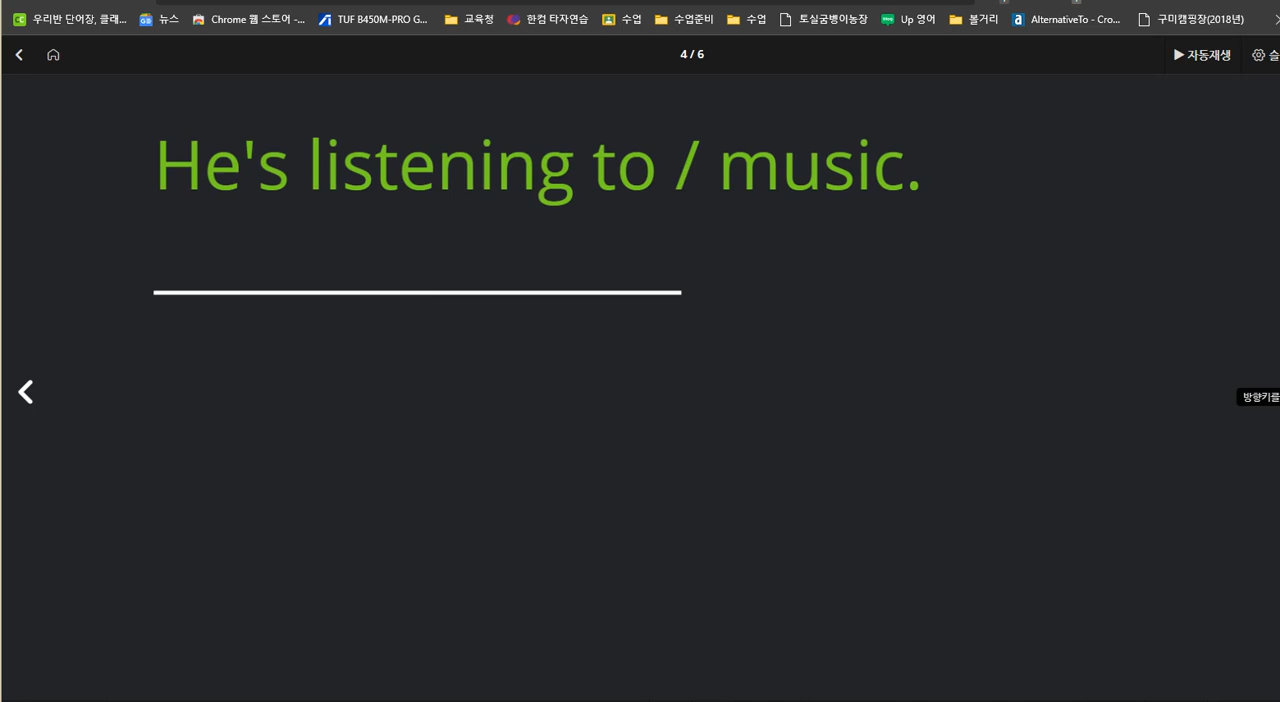 우리반 단어장, 클래... 뉴스 Chrome 웹 스토어 -... TUF B450M-PRO G... 교육청 한컴 타자연습 수업 수업준비 수업 토실굼벵이농장 Up 영어 볼거리 AlternativeTo - Cro... 구미캠핑장(2018년)
4 / 6 자동재생 슬
He's listening to / music.
방향키를